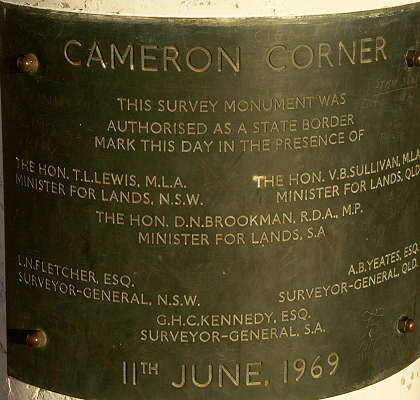 CAMERON CORNER
THIS SURVEY MONUMENT WAS
AUTHORISED AS A STATE BORDER
MARK THIS DAY IN THE PRESENCE OF
THE HON. T.L.LEWIS, M.L.A.
MINISTER FOR LANDS, N.S.W.
THE HON. V.B.SULLIVAN, M.L.A
MINISTER FOR LANDS, QLD
THE HON. D.N.BROOKMAN, R.D.A., M.P.
MINISTER FOR LANDS, S.A
L.N.FLETCHER, ESQ.
SURVEYOR-GENERAL, N.S.W.
A.B.YEATES, ESQ.
SURVEYOR-GENERAL, QLD.
G.H.C.KENNEDY, ESQ.
SURVEYOR-GENERAL, S.A.
11TH JUNE, 1969